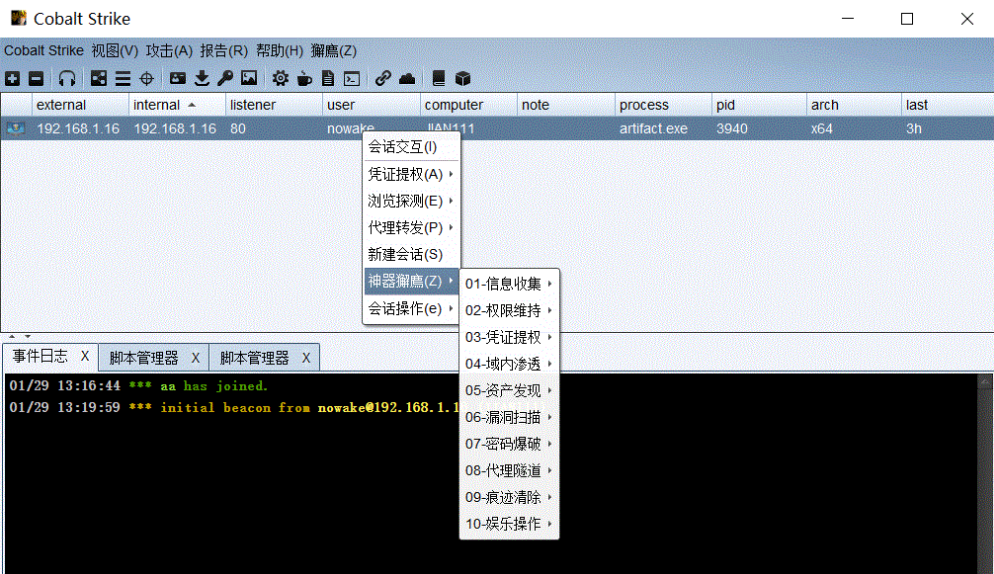 Cobalt Strike
Cobalt Strike 视图(V) 攻击(A) 报告(R) 帮助(H) 獬廌(Z)
external internal listener user computer note process pid arch last
192.168.1.16 192.168.1.16 80 nowake JIAN111 artifact.exe 3940 x64 3h
会话交互(I)
凭证提权(A)
浏览探测(E)
代理转发(P)
新建会话(S)
神器獬廌(Z)
会话操作(e)
01-信息收集
02-权限维持
03-凭证提权
04-域内渗透
05-资产发现
06-漏洞扫描
07-密码爆破
08-代理隧道
09-痕迹清除
10-娱乐操作
事件日志 X 脚本管理器 X 脚本管理器 X
01/29 13:16:44 *** aa has joined.
01/29 13:19:59 *** initial beacon from nowake@192.168.1.1